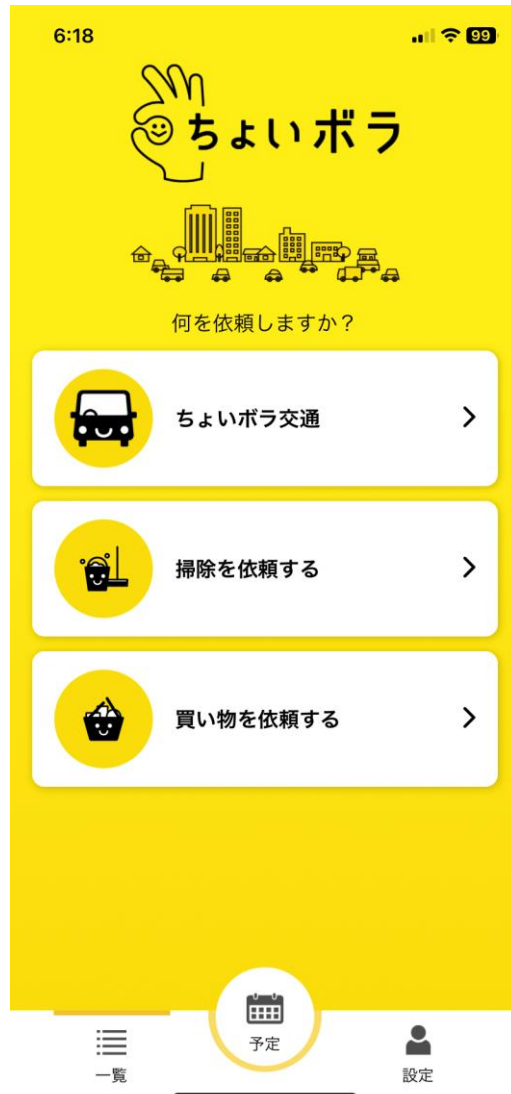 6:18
99
ちょいボラ
何を依頼しますか？
ちょいボラ交通
掃除を依頼する
買い物を依頼する
一覧
予定
設定